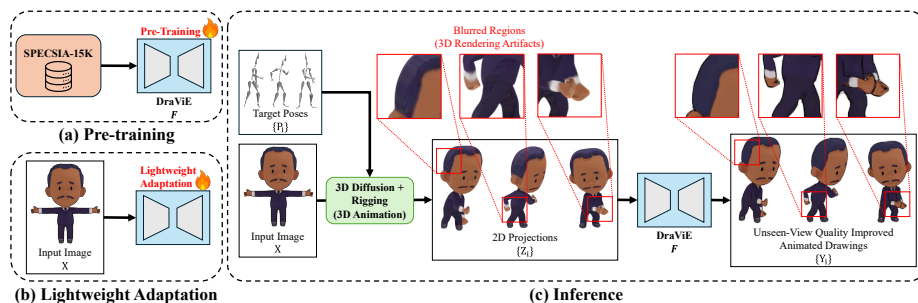 SPECSIA-15K
Pre-Training
DraViE
F
(a) Pre-training
Input Image
X
Lightweight
Adaptation
(b) Lightweight Adaptation
Target Poses
{P_i}
Input Image
X
3D Diffusion +
Rigging
(3D Animation)
Blurred Regions
(3D Rendering Artifacts)
2D Projections
{Z_i}
DraViE
F
Unseen-View Quality Improved
Animated Drawings
{Y_i}
(c) Inference